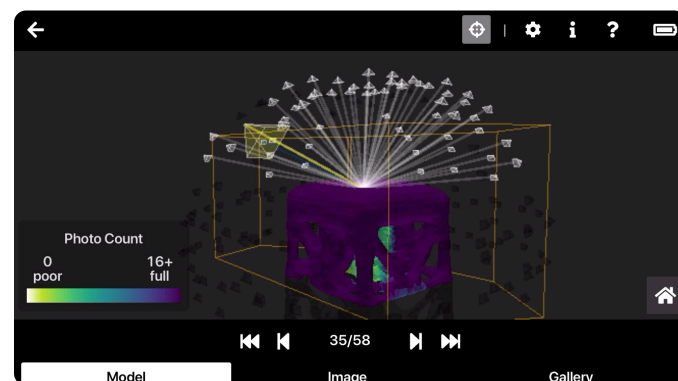 Photo Count
0 16+
poor full
35/58
Model Image Gallery